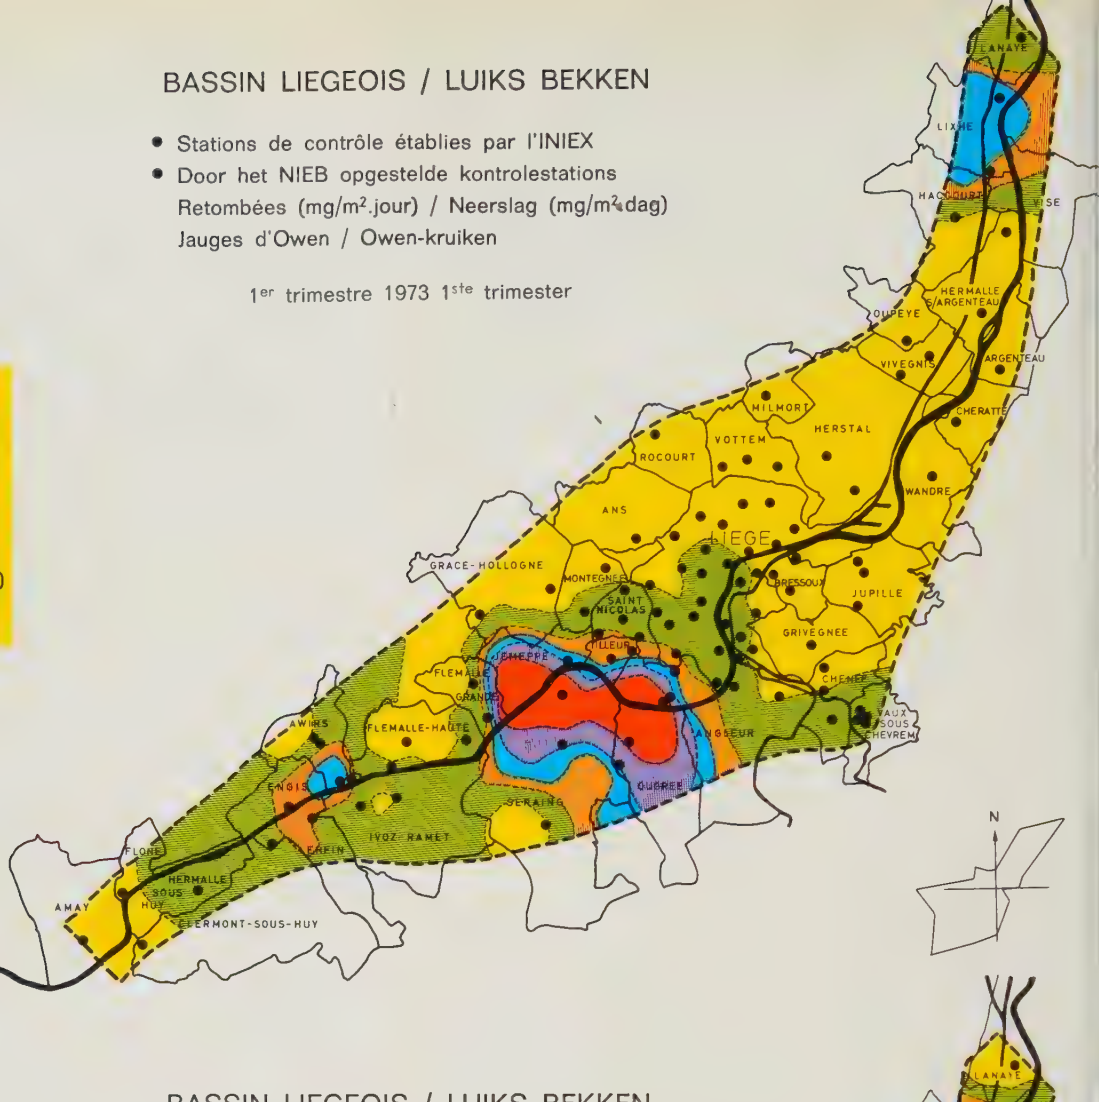 BASSIN LIEGEOIS / LUIKS BEKKEN
• Stations de contrôle établies par l'INIEX
• Door het NIEB opgestelde kontrolestations
Retombées (mg/m².jour) / Neerslag (mg/m².dag)
Jauges d'Owen / Owen-kruiken
1er trimestre 1973 1ste trimester
LANAYE
LIXHE
HACCOURT
VISE
HERMALLE
S/ARGENTEAU
OUPEYE
VIVEGNIS
ARGENTEAU
MILMORT
CHERATTE
VOTTEM
HERSTAL
ROCOURT
WANDRE
ANS
LIEGE
GRACE-HOLLOGNE
MONTEGNEE
BRESSOUX
JUPILLE
SAINT
NICOLAS
GRIVEGNEE
TILLEUR
JEMEPPE
FLEMALLE
GRANDE
CHENEE
VAUX
SOUS
CHEVREM
AWIRS
FLEMALLE-HAUTE
ANGLEUR
ENGIS
OUGREE
SERAING
IVOZ-RAMET
FLONE
HERMALLE
SOUS
HUY
AMAY
CLERMONT-SOUS-HUY
N
LANAYE
BASSIN LIEGEOIS / LUIKS BEKKEN